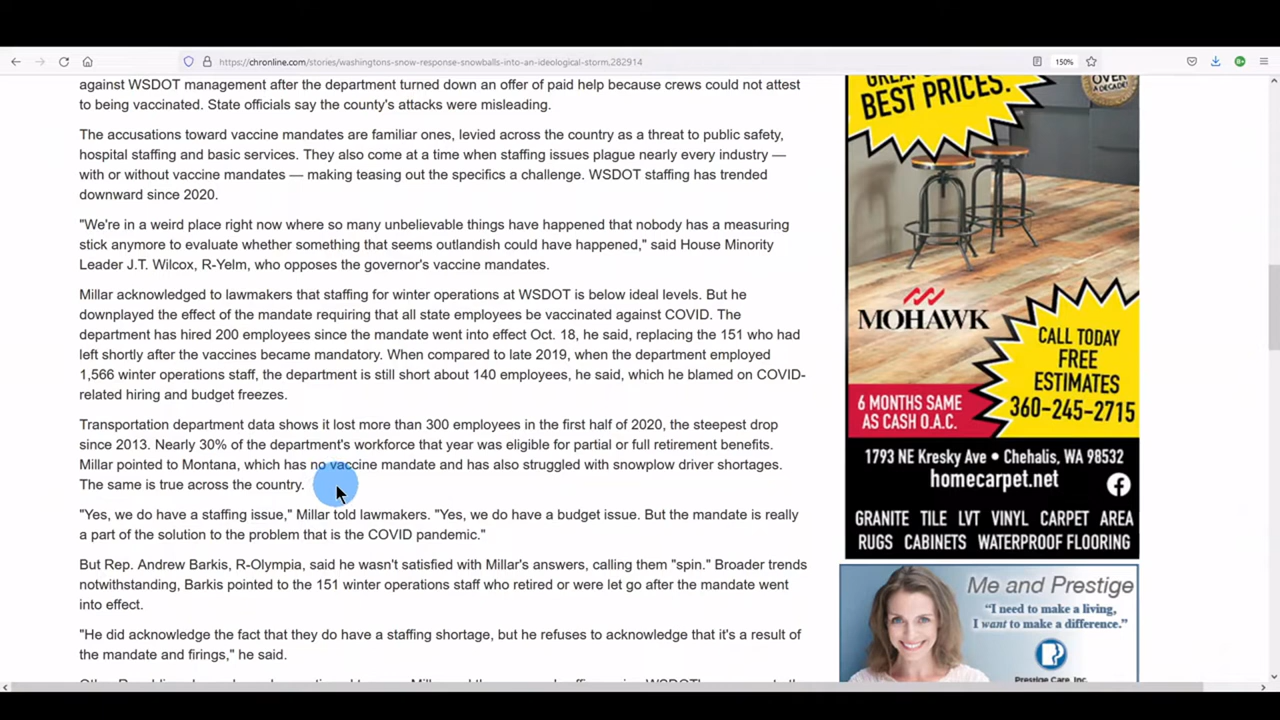 https://chronline.com/stories/washingtons-snow-response-snowballs-into-an-ideological-storm,282914
150%
against WSDOT management after the department turned down an offer of paid help because crews could not attest
to being vaccinated. State officials say the county's attacks were misleading.
The accusations toward vaccine mandates are familiar ones, levied across the country as a threat to public safety,
hospital staffing and basic services. They also come at a time when staffing issues plague nearly every industry —
with or without vaccine mandates — making teasing out the specifics a challenge. WSDOT staffing has trended
downward since 2020.
"We're in a weird place right now where so many unbelievable things have happened that nobody has a measuring
stick anymore to evaluate whether something that seems outlandish could have happened," said House Minority
Leader J.T. Wilcox, R-Yelm, who opposes the governor's vaccine mandates.
Millar acknowledged to lawmakers that staffing for winter operations at WSDOT is below ideal levels. But he
downplayed the effect of the mandate requiring that all state employees be vaccinated against COVID. The
department has hired 200 employees since the mandate went into effect Oct. 18, he said, replacing the 151 who had
left shortly after the vaccines became mandatory. When compared to late 2019, when the department employed
1,566 winter operations staff, the department is still short about 140 employees, he said, which he blamed on COVID-
related hiring and budget freezes.
Transportation department data shows it lost more than 300 employees in the first half of 2020, the steepest drop
since 2013. Nearly 30% of the department's workforce that year was eligible for partial or full retirement benefits.
Millar pointed to Montana, which has no vaccine mandate and has also struggled with snowplow driver shortages.
The same is true across the country.
"Yes, we do have a staffing issue," Millar told lawmakers. "Yes, we do have a budget issue. But the mandate is really
a part of the solution to the problem that is the COVID pandemic."
But Rep. Andrew Barkis, R-Olympia, said he wasn't satisfied with Millar's answers, calling them "spin." Broader trends
notwithstanding, Barkis pointed to the 151 winter operations staff who retired or were let go after the mandate went
into effect.
"He did acknowledge the fact that they do have a staffing shortage, but he refuses to acknowledge that it's a result of
the mandate and firings," he said.
BEST PRICES.
OVER
A DECADE!
MOHAWK
CALL TODAY
FREE
ESTIMATES
360-245-2715
6 MONTHS SAME
AS CASH O.A.C.
1793 NE Kresky Ave • Chehalis, WA 98532
homecarpet.net
GRANITE TILE LVT VINYL CARPET AREA
RUGS CABINETS WATERPROOF FLOORING
Me and Prestige
"I need to make a living,
I want to make a difference."
Prestige Care, Inc.